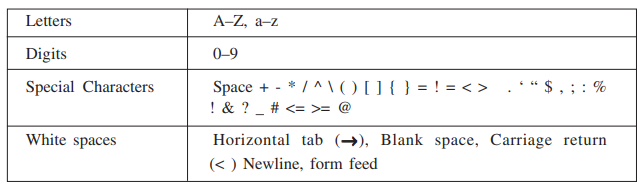 Letters A–Z, a–z
Digits 0–9
Special Characters Space + - * / ^ \ ( ) [ ] { } = ! = < > . ‘ “ $ , ; : %
! & ? _ # <= >= @
White spaces Horizontal tab (→), Blank space, Carriage return
(< ) Newline, form feed